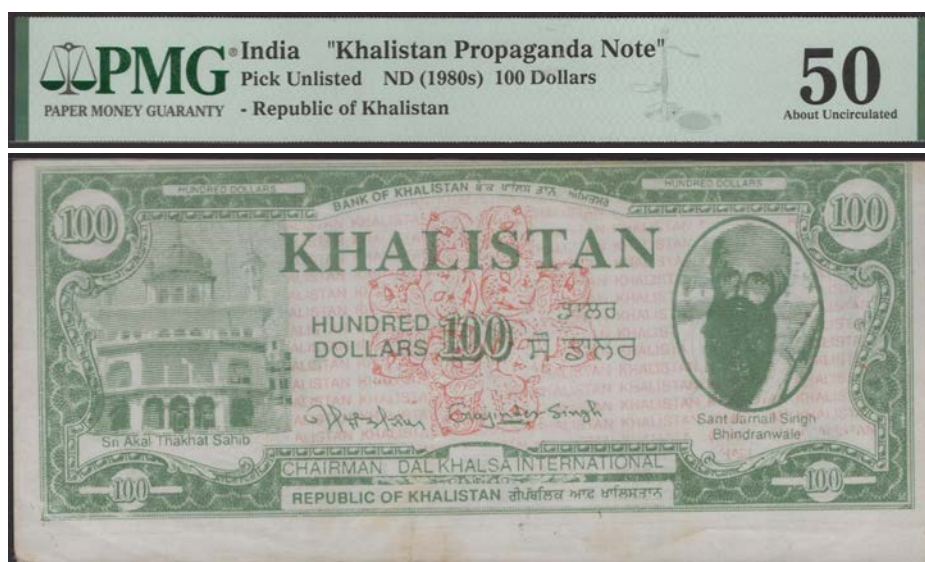 PMG
PAPER MONEY GUARANTY
India "Khalistan Propaganda Note"
Pick Unlisted ND (1980s) 100 Dollars
- Republic of Khalistan
50
About Uncirculated
HUNDRED DOLLARS
BANK OF KHALISTAN ਬੈਂਕ ਖਾਲਿਸਤਾਨ
HUNDRED DOLLARS
100
100
KHALISTAN
HUNDRED DOLLARS
100
ਡਾਲਰ
ਸੌ ਡਾਲਰ
Gajinder Singh
Sri Akal Thakhat Sahib
Sant Jarnail Singh
Bhindranwale
CHAIRMAN DAL KHALSA INTERNATIONAL
100
REPUBLIC OF KHALISTAN ਰੀਪਬਲਿਕ ਆਫ ਖਾਲਿਸਤਾਨ
100